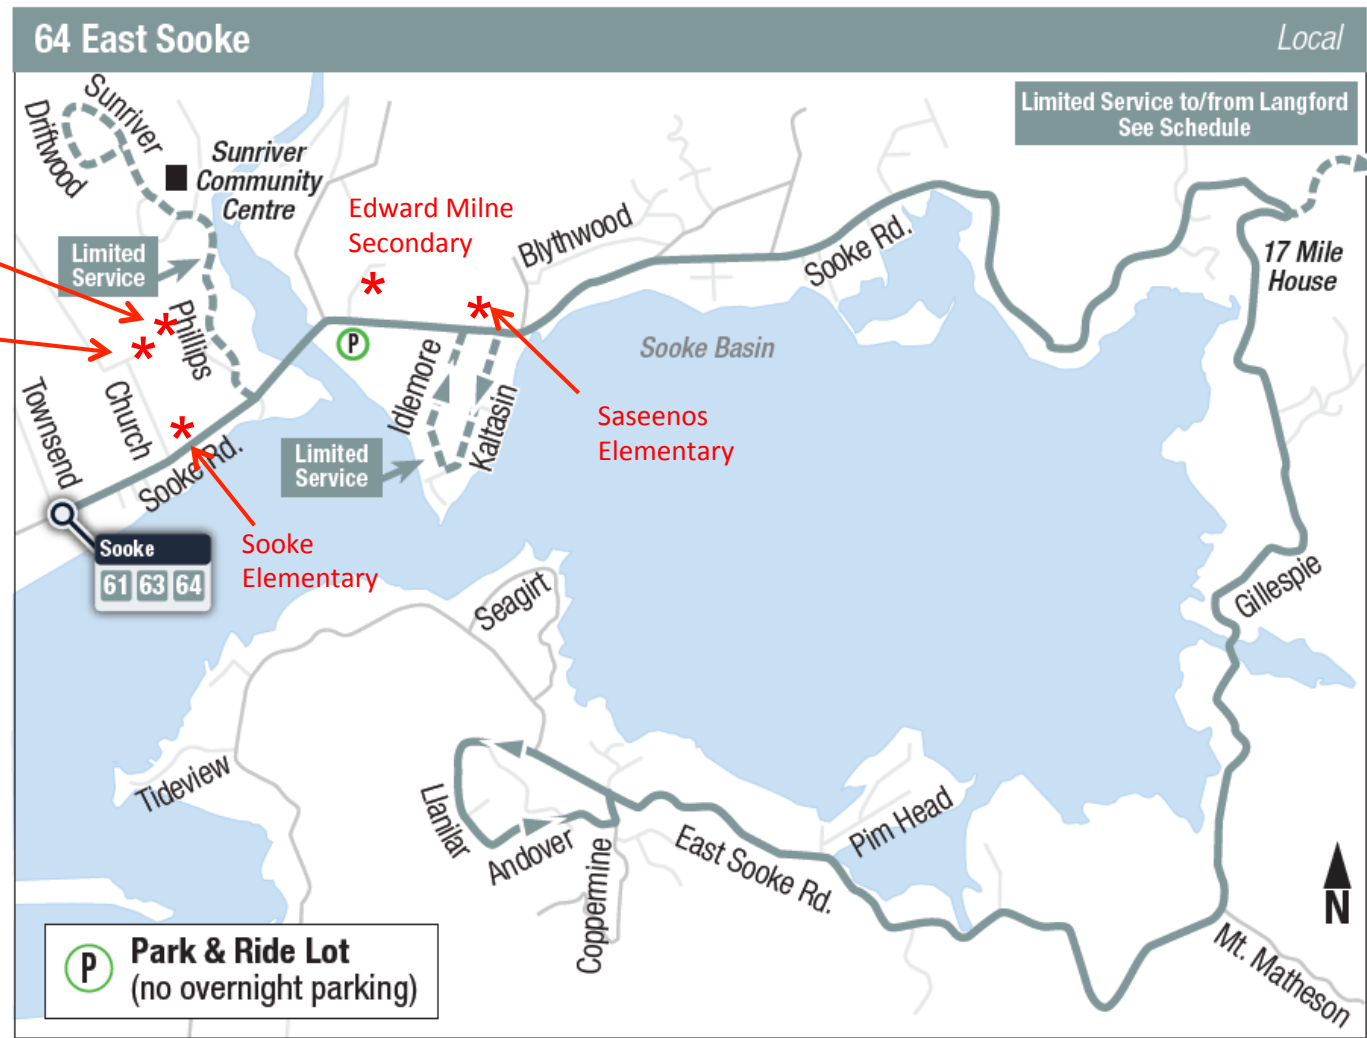 64 East Sooke
Local
Limited Service to/from Langford
See Schedule
Sunriver
Driftwood
Sunriver
Community
Centre
Edward Milne
Secondary
Blythwood
Limited
Service
Sooke Rd.
17 Mile
House
Phillips
P
Sooke Basin
Idlemore
Kaltasin
Townsend
Church
Saseenos
Elementary
Sooke Rd.
Limited
Service
Sooke
61 63 64
Sooke
Elementary
Seagirt
Gillespie
Tideview
Llanilar
Andover
Coppermine
East Sooke Rd.
Pim Head
N
Mt. Matheson
P
Park & Ride Lot
(no overnight parking)